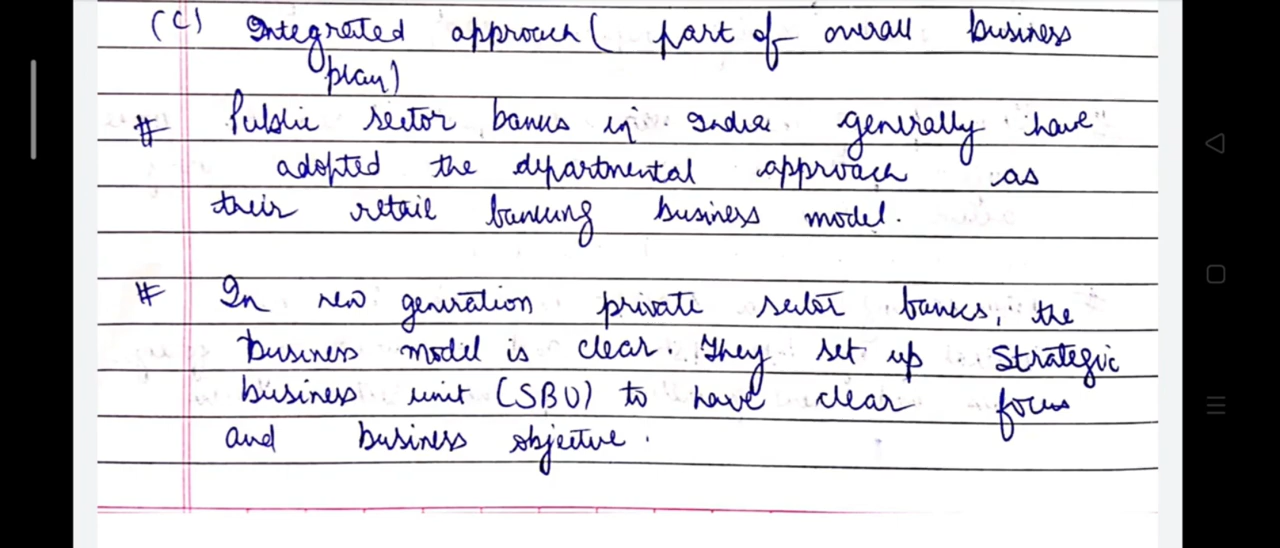 (C) Integrated approach ( part of overall business
plan)
# Public sector banks in India generally have
adopted the departmental approach as
their retail banking business model.
# In new generation private sector banks, the
business model is clear. They set up Strategic
business unit (SBU) to have clear focus
and business objective.